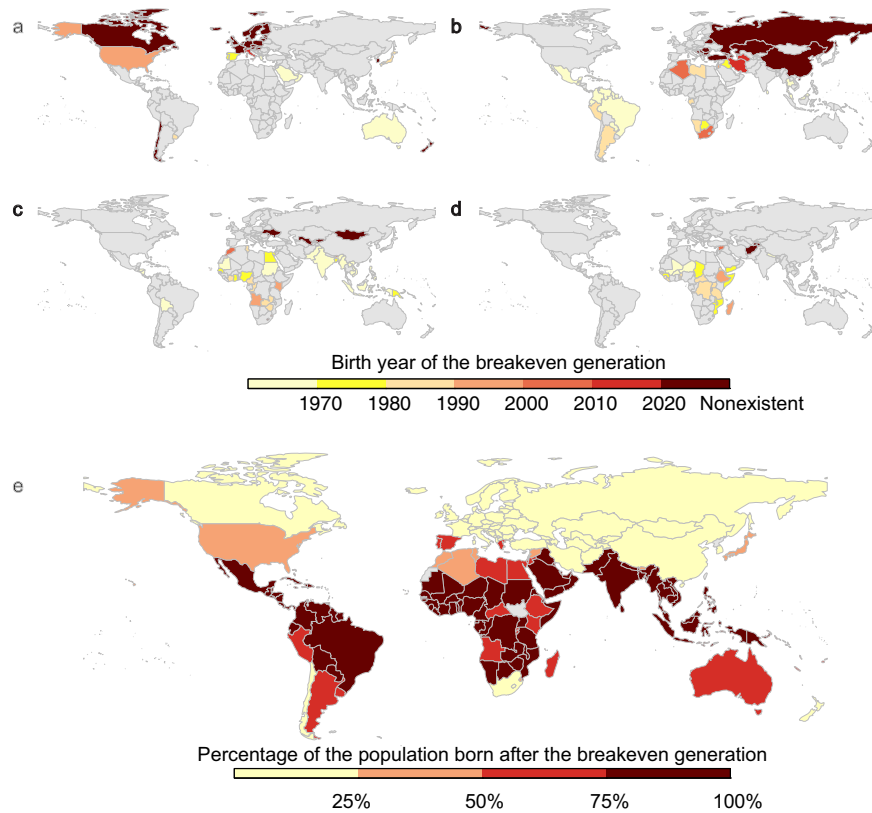 a
b
c
d
Birth year of the breakeven generation
1970 1980 1990 2000 2010 2020 Nonexistent
e
Percentage of the population born after the breakeven generation
25% 50% 75% 100%